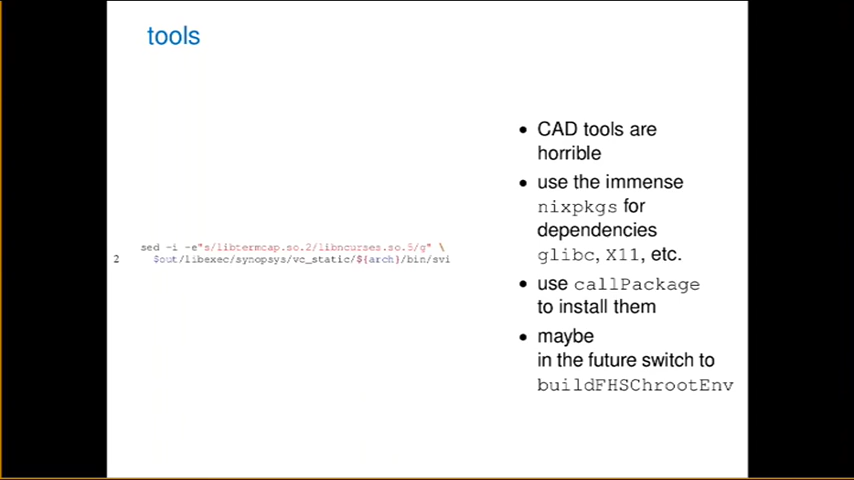 tools
sed -i -e"s/libtermcap.so.2/libncurses.so.5/g" \
2 $out/libexec/synopsys/vc_static/${arch}/bin/svi
• CAD tools are
horrible
• use the immense
nixpkgs for
dependencies
glibc, X11, etc.
• use callPackage
to install them
• maybe
in the future switch to
buildFHSChrootEnv